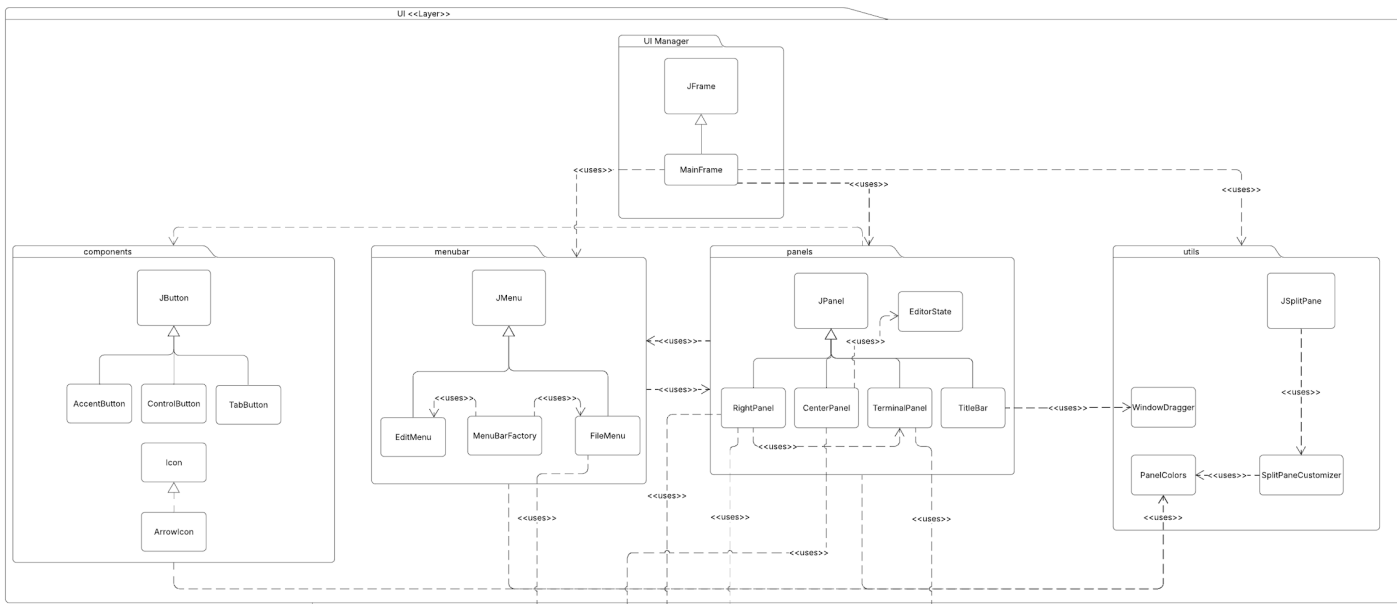 UI <<Layer>>
UI Manager
JFrame
MainFrame
<<uses>>
<<uses>>
<<uses>>
components
JButton
AccentButton
ControlButton
TabButton
Icon
ArrowIcon
menubar
JMenu
<<uses>>
<<uses>>
EditMenu
MenuBarFactory
FileMenu
<<uses>>
<<uses>>
panels
JPanel
EditorState
<<uses>>
RightPanel
CenterPanel
TerminalPanel
TitleBar
<<uses>>
<<uses>>
utils
JSplitPane
WindowDragger
PanelColors
<<uses>>
SplitPaneCustomizer
<<uses>>
<<uses>>
<<uses>>
<<uses>>
<<uses>>
<<uses>>